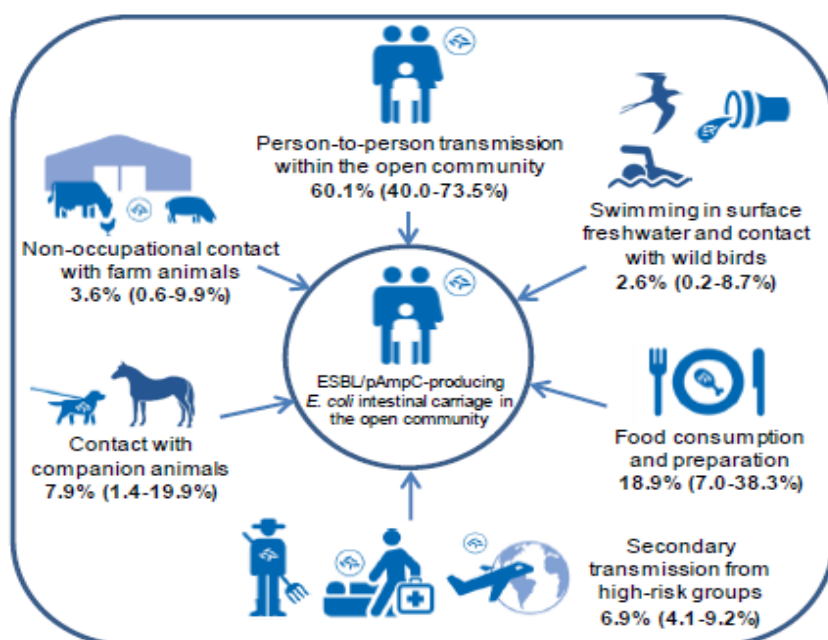 Person-to-person transmission
within the open community
60.1% (40.0-73.5%)
Swimming in surface
freshwater and contact
with wild birds
2.6% (0.2-8.7%)
Non-occupational contact
with farm animals
3.6% (0.6-9.9%)
ESBL/pAmpC-producing
E. coli intestinal carriage in
the open community
Contact with
companion animals
7.9% (1.4-19.9%)
Food consumption
and preparation
18.9% (7.0-38.3%)
Secondary
transmission from
high-risk groups
6.9% (4.1-9.2%)